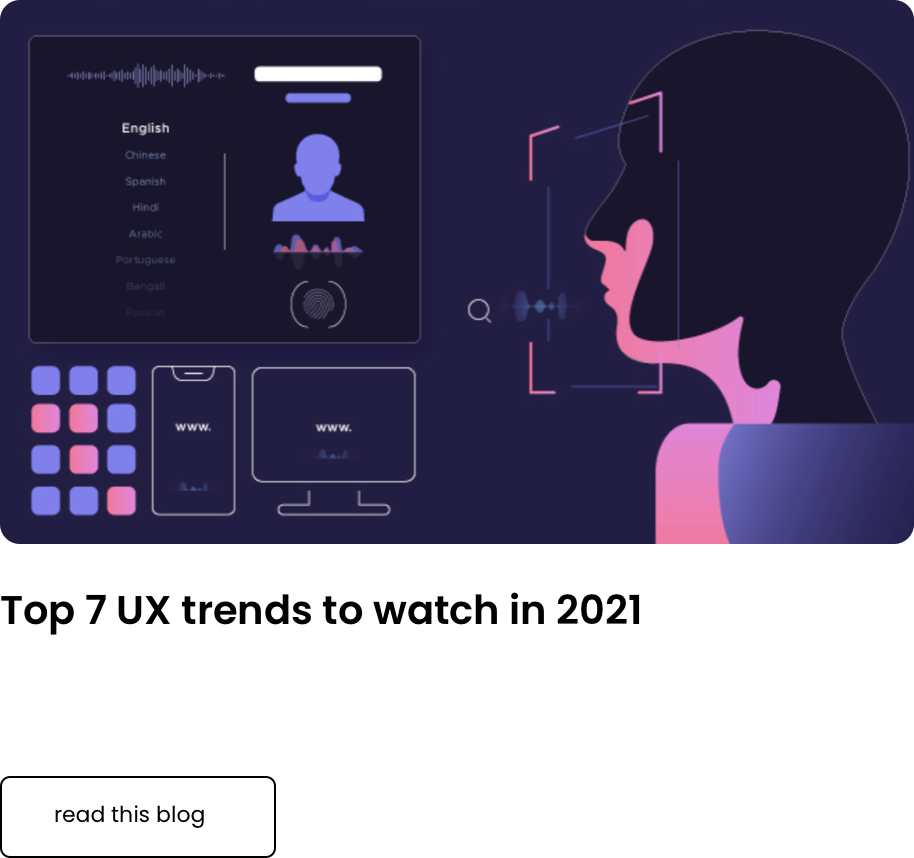 English
Chinese
Spanish
Hindi
Arabic
Portuguese
Bengali
Russian
www.
www.
Top 7 UX trends to watch in 2021
read this blog